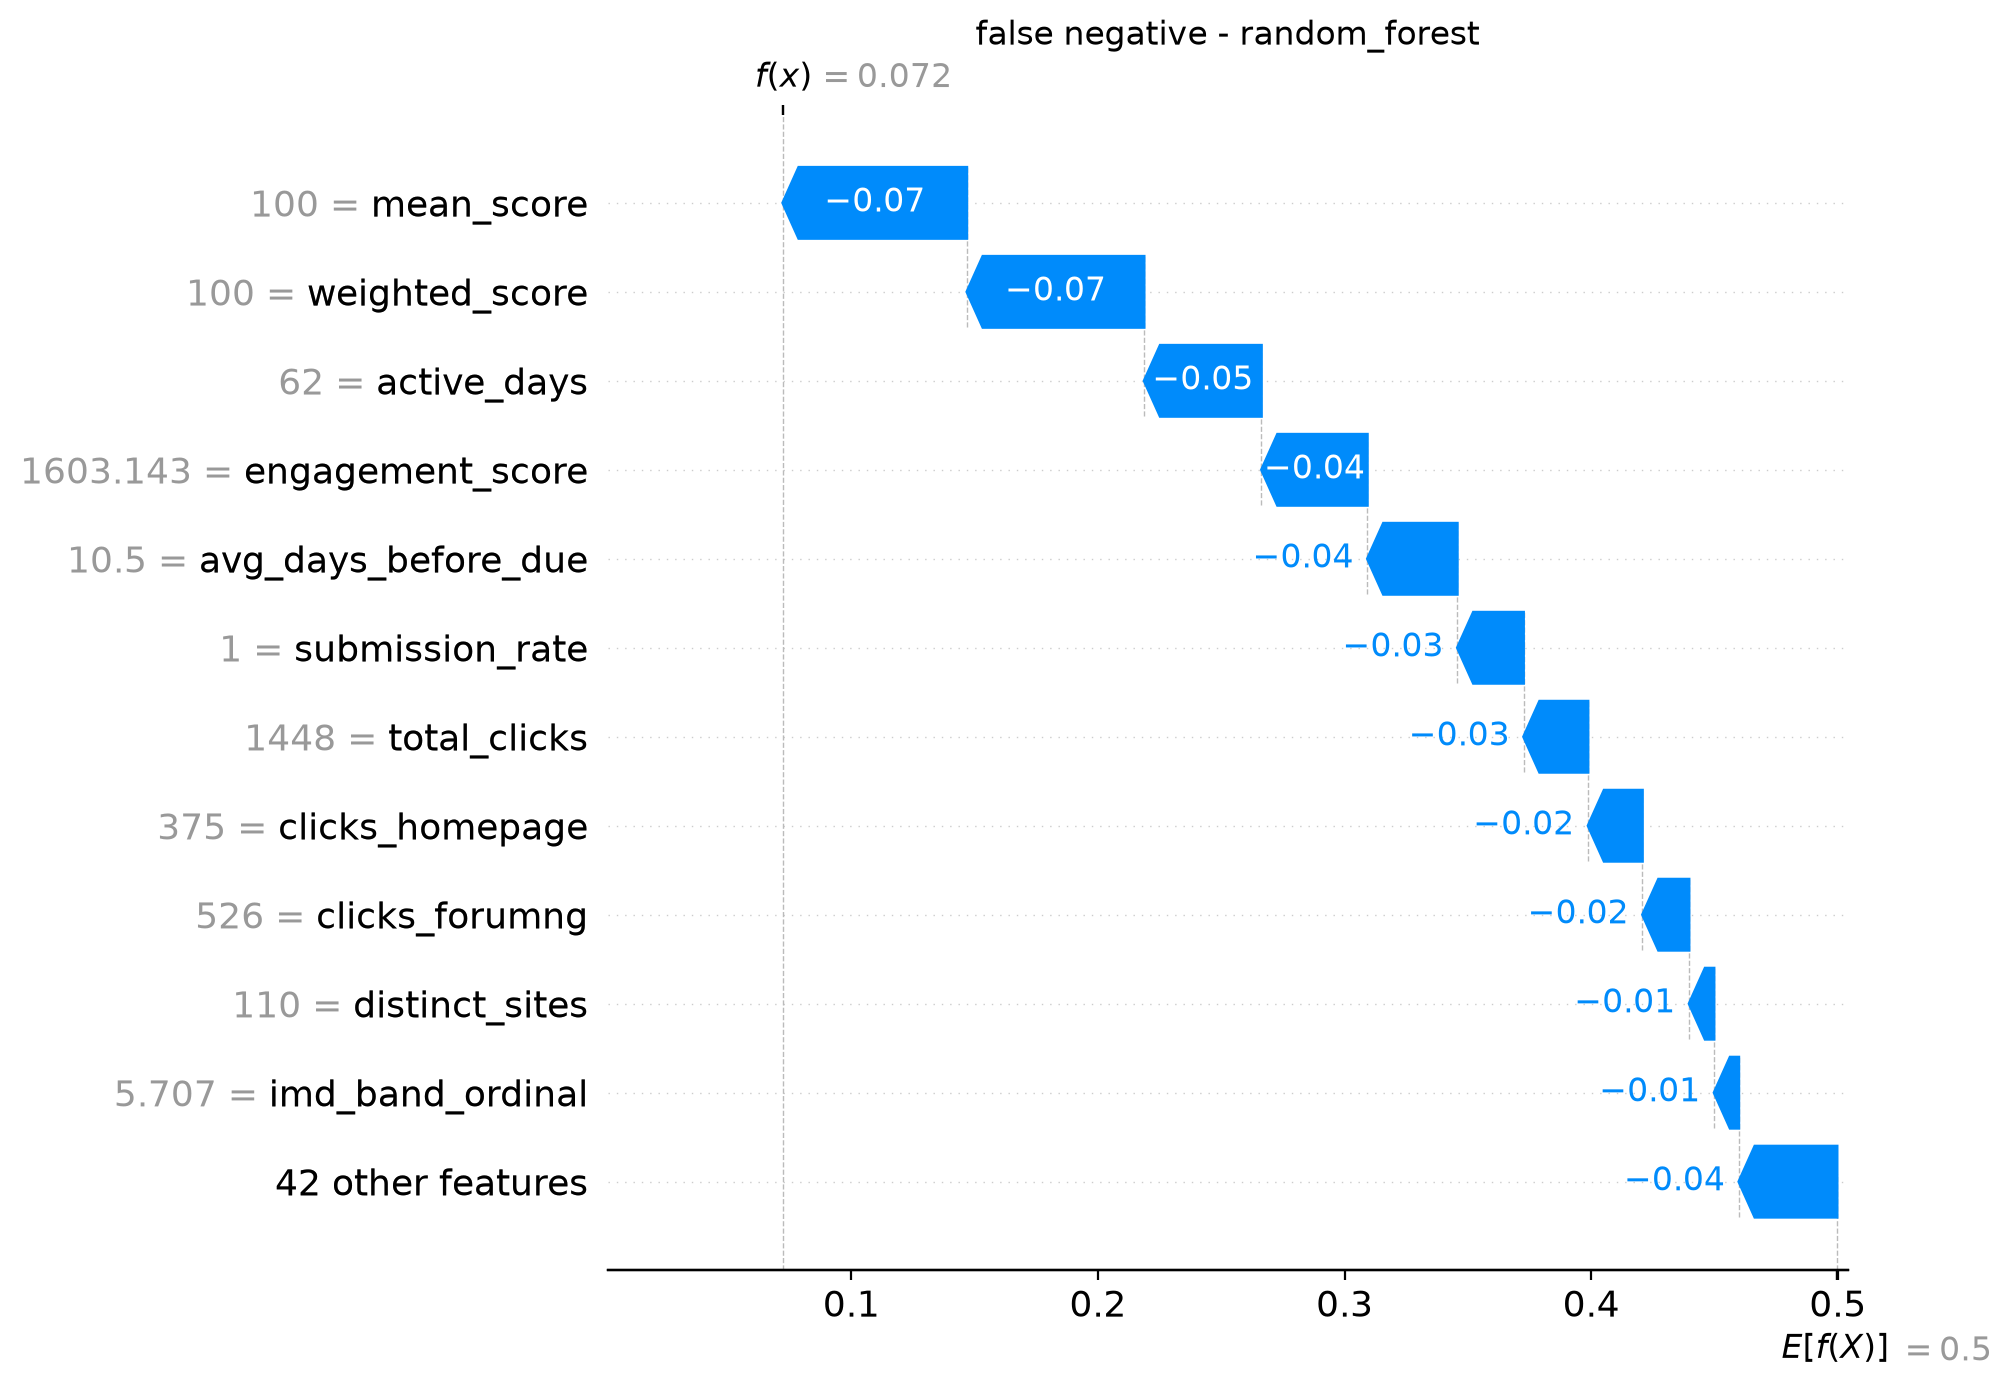 false negative - random_forest
f(x) = 0.072
100 = mean_score −0.07
100 = weighted_score −0.07
62 = active_days −0.05
1603.143 = engagement_score −0.04
10.5 = avg_days_before_due −0.04
1 = submission_rate −0.03
1448 = total_clicks −0.03
375 = clicks_homepage −0.02
526 = clicks_forumng −0.02
110 = distinct_sites −0.01
5.707 = imd_band_ordinal −0.01
42 other features −0.04
0.1 0.2 0.3 0.4 0.5
E[f(X)] = 0.5